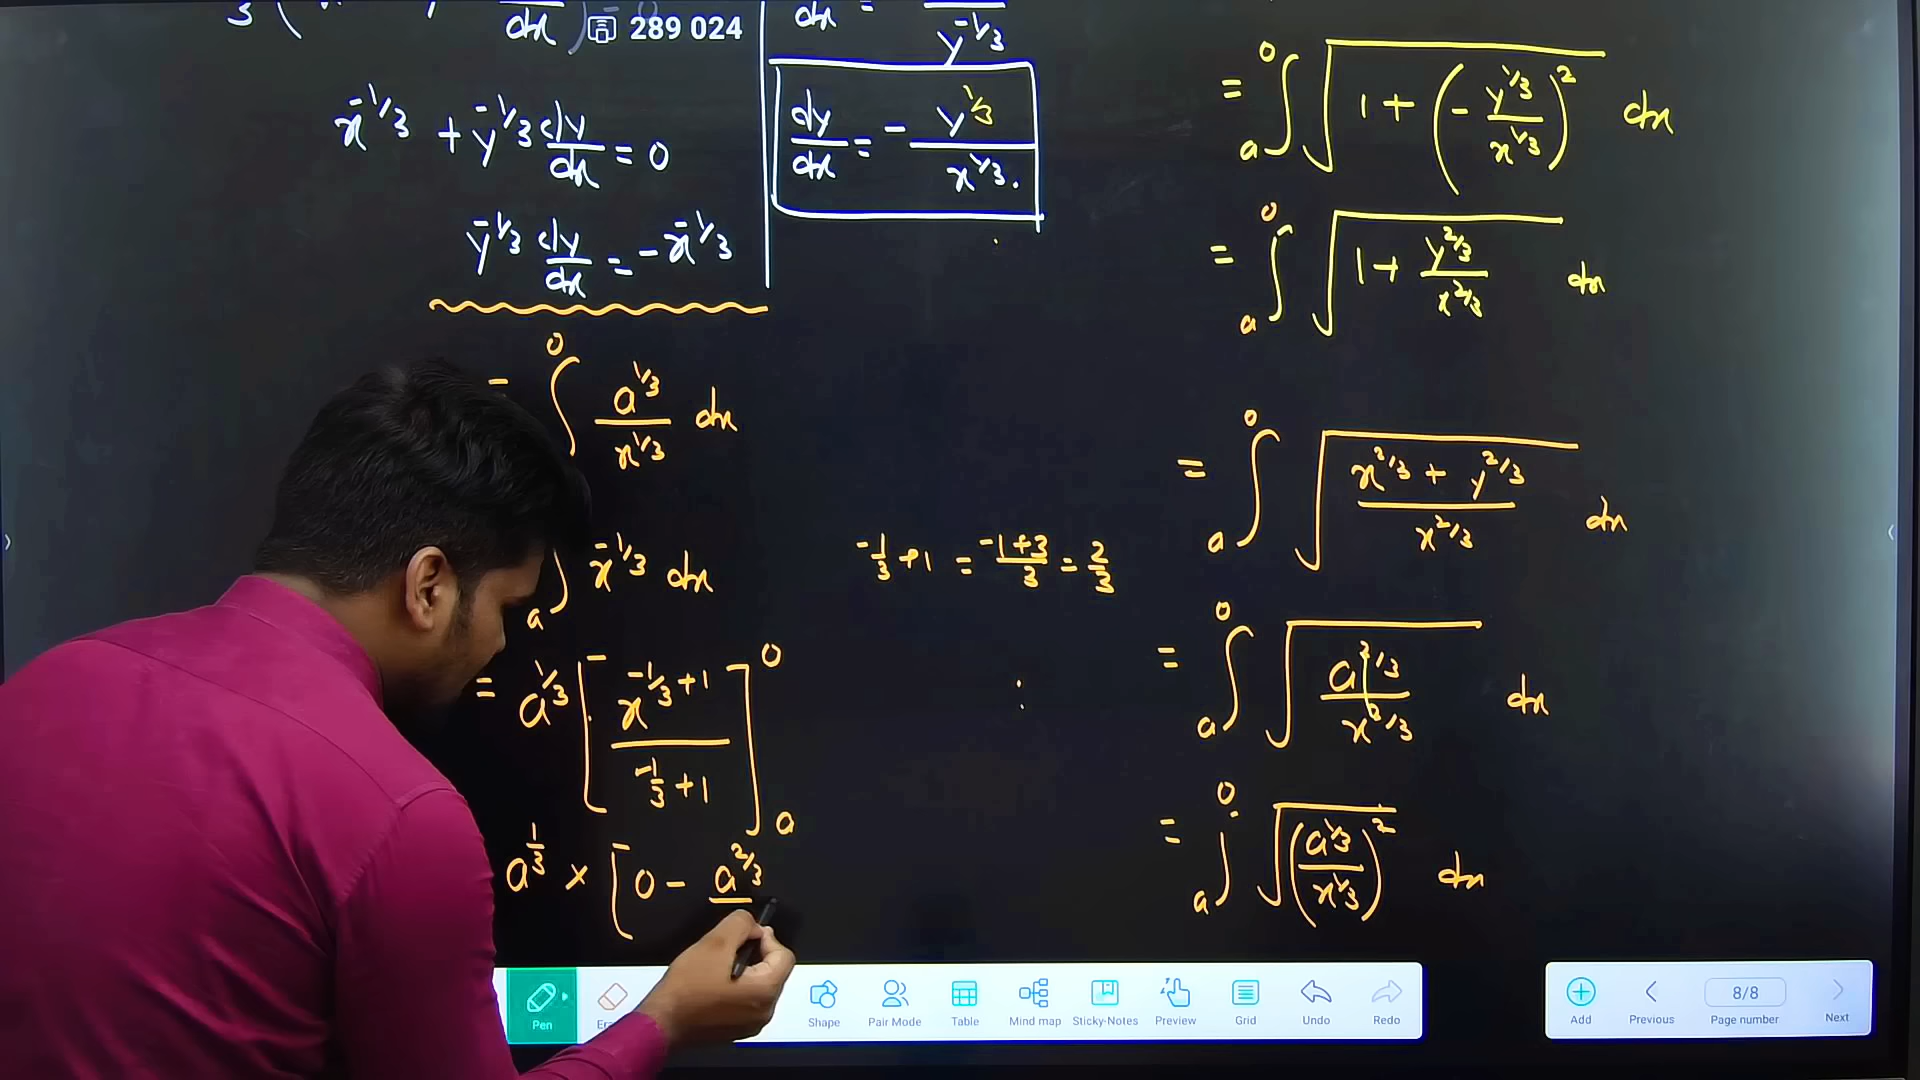 289 024
x^{-1/3} + y^{-1/3} dy/dx = 0
y^{-1/3} dy/dx = -x^{-1/3}
y^{-1/3}
dy/dx = - y^{1/3}/x^{1/3}.
∫_a^0 a^{1/3}/x^{1/3} dx
∫_a x^{-1/3} dx
= a^{1/3} [ x^{-1/3+1} / (-1/3+1) ]_a^0
a^{1/3} × [ 0 - a^{2/3}
-1/3 + 1 = (-1+3)/3 = 2/3
= ∫_a^0 √(1 + (- y^{1/3}/x^{1/3})^2) dx
= ∫_a^0 √(1 + y^{2/3}/x^{2/3}) dx
= ∫_a^0 √((x^{2/3} + y^{2/3})/x^{2/3}) dx
= ∫_a^0 √(a^{2/3}/x^{2/3}) dx
= ∫_a^0 √((a^{1/3}/x^{1/3})^2) dx
Pen
Shape
Pair Mode
Table
Mind map
Sticky-Notes
Preview
Grid
Undo
Redo
Add
Previous
8/8
Page number
Next